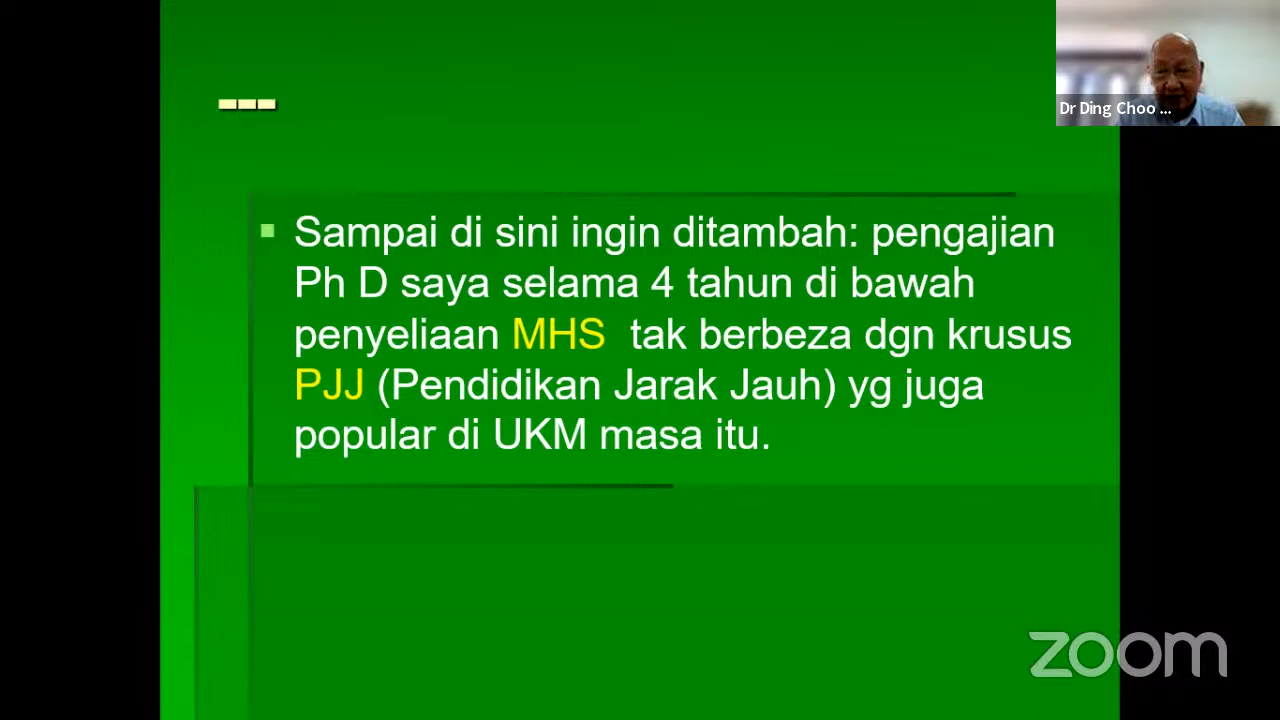 ---
Dr Ding Choo ...
Sampai di sini ingin ditambah: pengajian
Ph D saya selama 4 tahun di bawah
penyeliaan MHS tak berbeza dgn krusus
PJJ (Pendidikan Jarak Jauh) yg juga
popular di UKM masa itu.
zoom